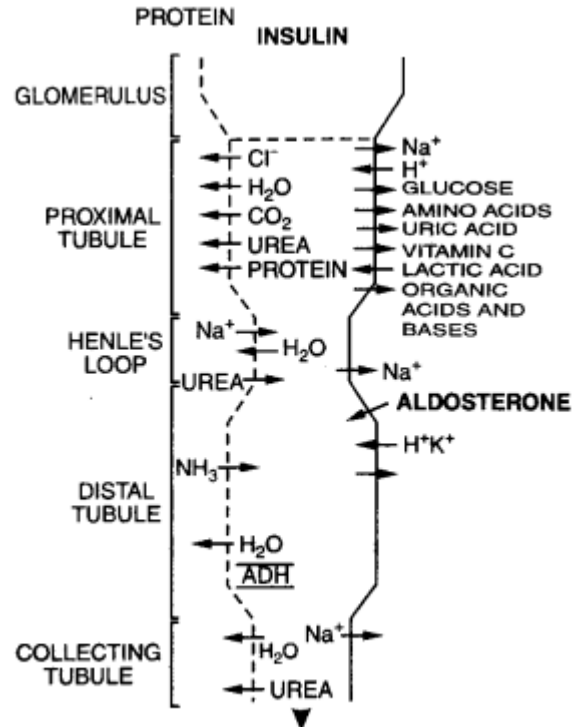 PROTEIN
INSULIN
GLOMERULUS
Na⁺
Cl⁻
H⁺
H₂O
GLUCOSE
PROXIMAL
TUBULE
CO₂
AMINO ACIDS
URIC ACID
UREA
VITAMIN C
PROTEIN
LACTIC ACID
ORGANIC
ACIDS AND
BASES
HENLE'S
LOOP
Na⁺
H₂O
Na⁺
UREA
ALDOSTERONE
H⁺K⁺
NH₃
DISTAL
TUBULE
H₂O
ADH
COLLECTING
TUBULE
H₂O
Na⁺
UREA